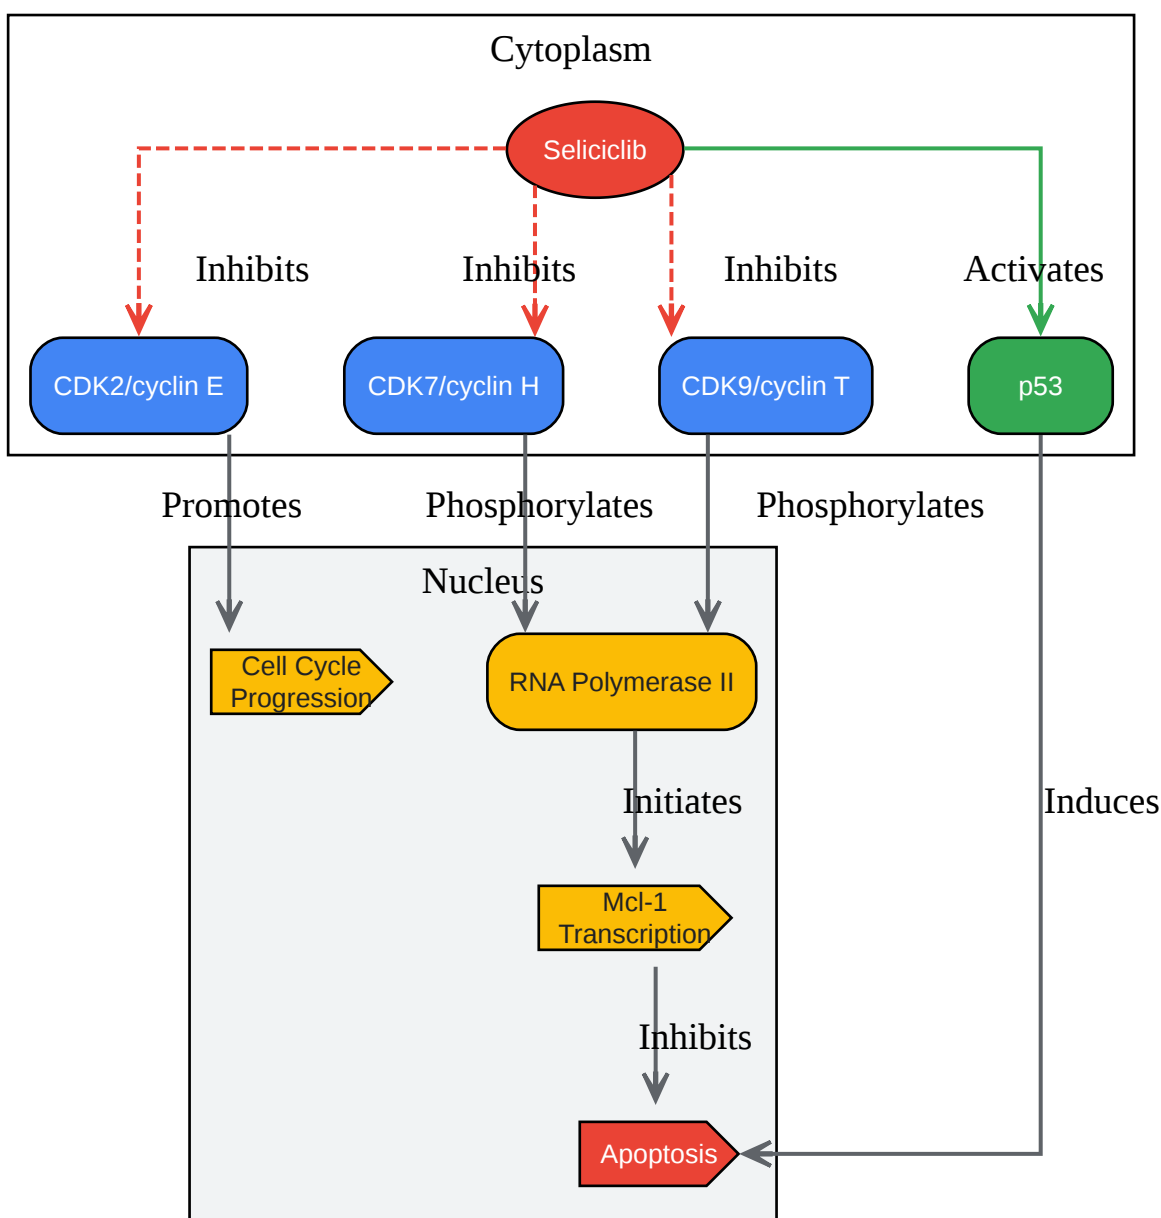 Cytoplasm
Seliciclib
Inhibits
Inhibits
Inhibits
Activates
CDK2/cyclin E
CDK7/cyclin H
CDK9/cyclin T
p53
Promotes
Phosphorylates
Phosphorylates
Nucleus
Cell Cycle
Progression
RNA Polymerase II
Initiates
Induces
Mcl-1
Transcription
Inhibits
Apoptosis